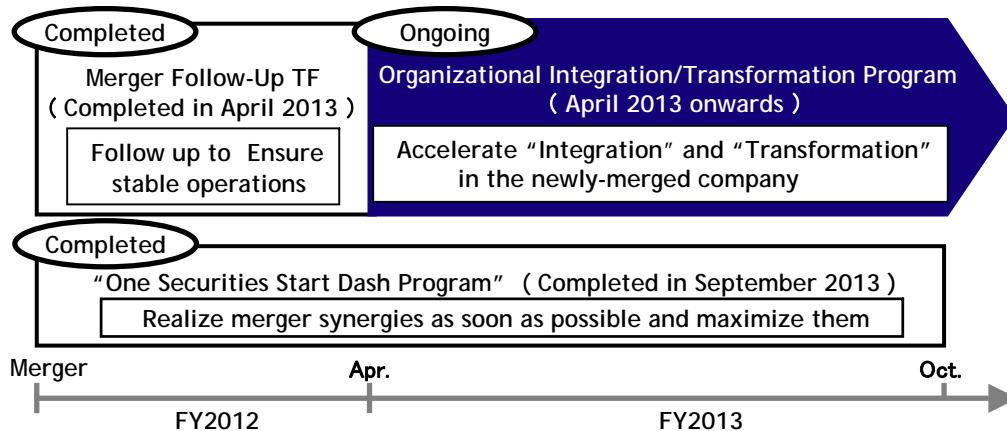 Completed
Merger Follow-Up TF
( Completed in April 2013 )
Follow up to Ensure
stable operations
Ongoing
Organizational Integration/Transformation Program
( April 2013 onwards )
Accelerate “Integration” and “Transformation”
in the newly-merged company
Completed
“One Securities Start Dash Program” ( Completed in September 2013 )
Realize merger synergies as soon as possible and maximize them
Merger Apr. Oct.
FY2012 FY2013